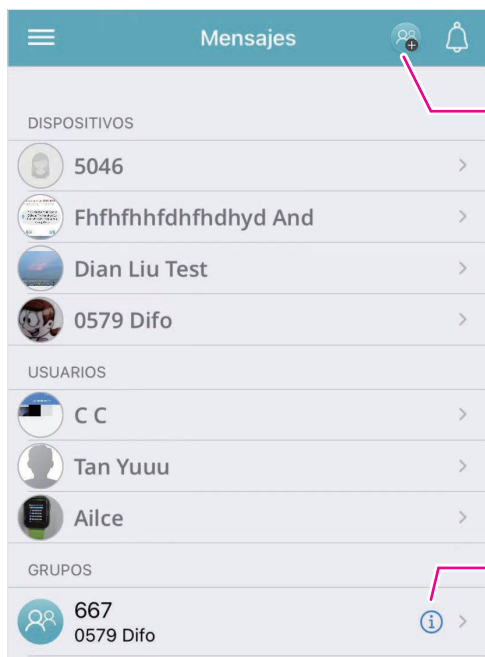 Mensajes
DISPOSITIVOS
5046
Fhfhfhhfdhfhdhyd And
Dian Liu Test
0579 Difo
USUARIOS
C C
Tan Yuuu
Ailce
GRUPOS
667
0579 Difo